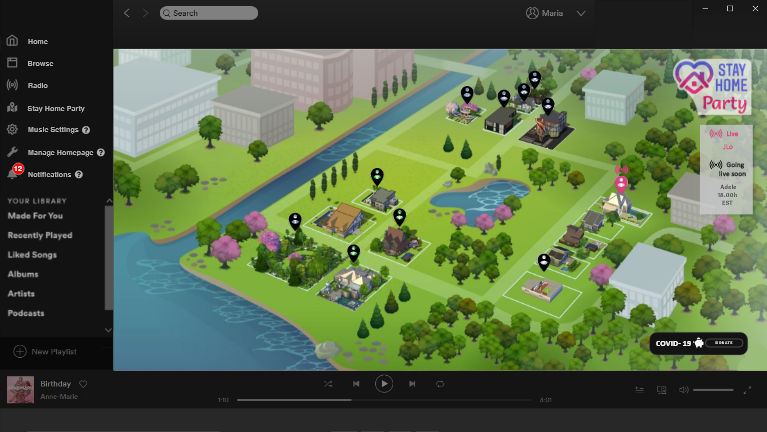 Search
Maria
Home
Browse
Radio
Stay Home Party
Music Settings ?
Manage Homepage ?
12
Notifications ?
YOUR LIBRARY
Made For You
Recently Played
Liked Songs
Albums
Artists
Podcasts
New Playlist
STAY
HOME
Party
Live
JLo
Going
live soon
Adele
18.00h
EST
COVID- 19
DONATE
Birthday
Anne-Marie
1:10
4:01